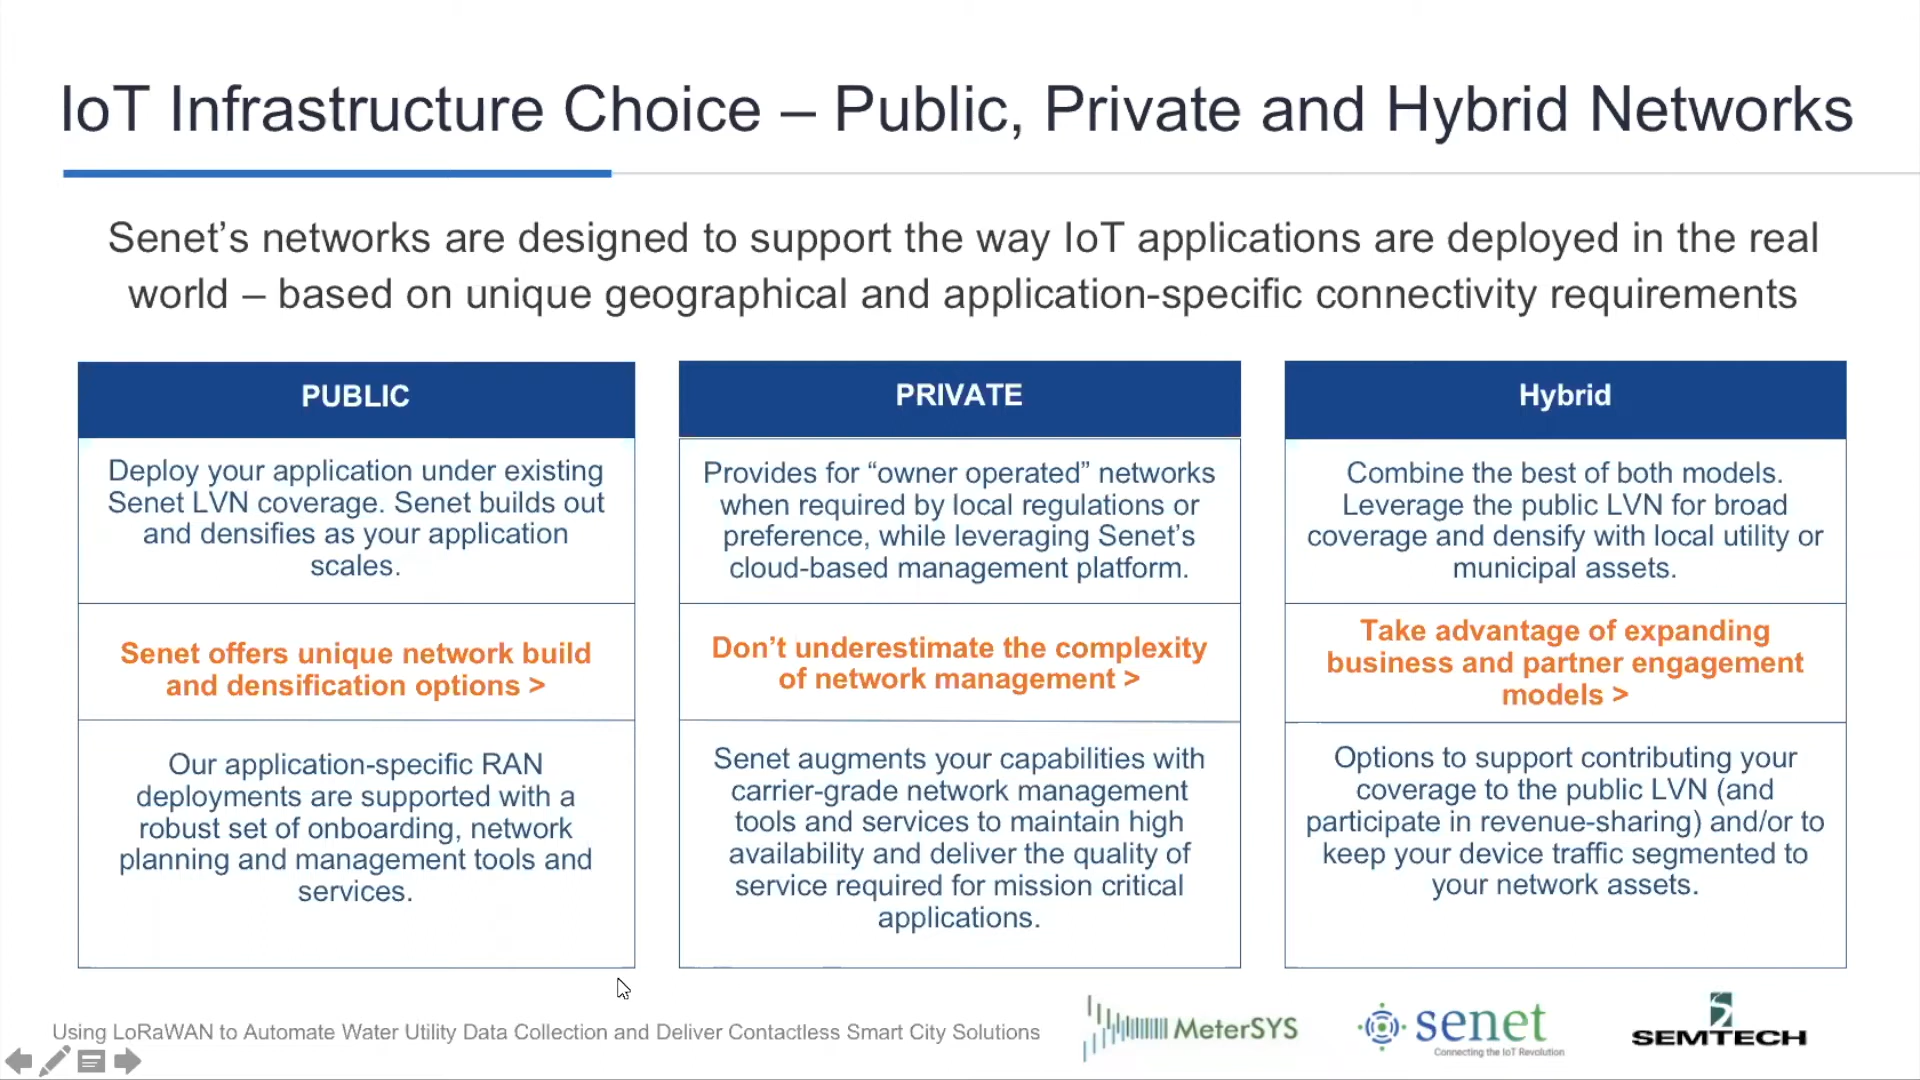 IoT Infrastructure Choice – Public, Private and Hybrid Networks
Senet’s networks are designed to support the way IoT applications are deployed in the real
world – based on unique geographical and application-specific connectivity requirements
PUBLIC
Deploy your application under existing
Senet LVN coverage. Senet builds out
and densifies as your application
scales.
Senet offers unique network build
and densification options >
Our application-specific RAN
deployments are supported with a
robust set of onboarding, network
planning and management tools and
services.
PRIVATE
Provides for “owner operated” networks
when required by local regulations or
preference, while leveraging Senet’s
cloud-based management platform.
Don’t underestimate the complexity
of network management >
Senet augments your capabilities with
carrier-grade network management
tools and services to maintain high
availability and deliver the quality of
service required for mission critical
applications.
Hybrid
Combine the best of both models.
Leverage the public LVN for broad
coverage and densify with local utility or
municipal assets.
Take advantage of expanding
business and partner engagement
models >
Options to support contributing your
coverage to the public LVN (and
participate in revenue-sharing) and/or to
keep your device traffic segmented to
your network assets.
Using LoRaWAN to Automate Water Utility Data Collection and Deliver Contactless Smart City Solutions
MeterSYS
senet
Connecting the IoT Revolution
SEMTECH